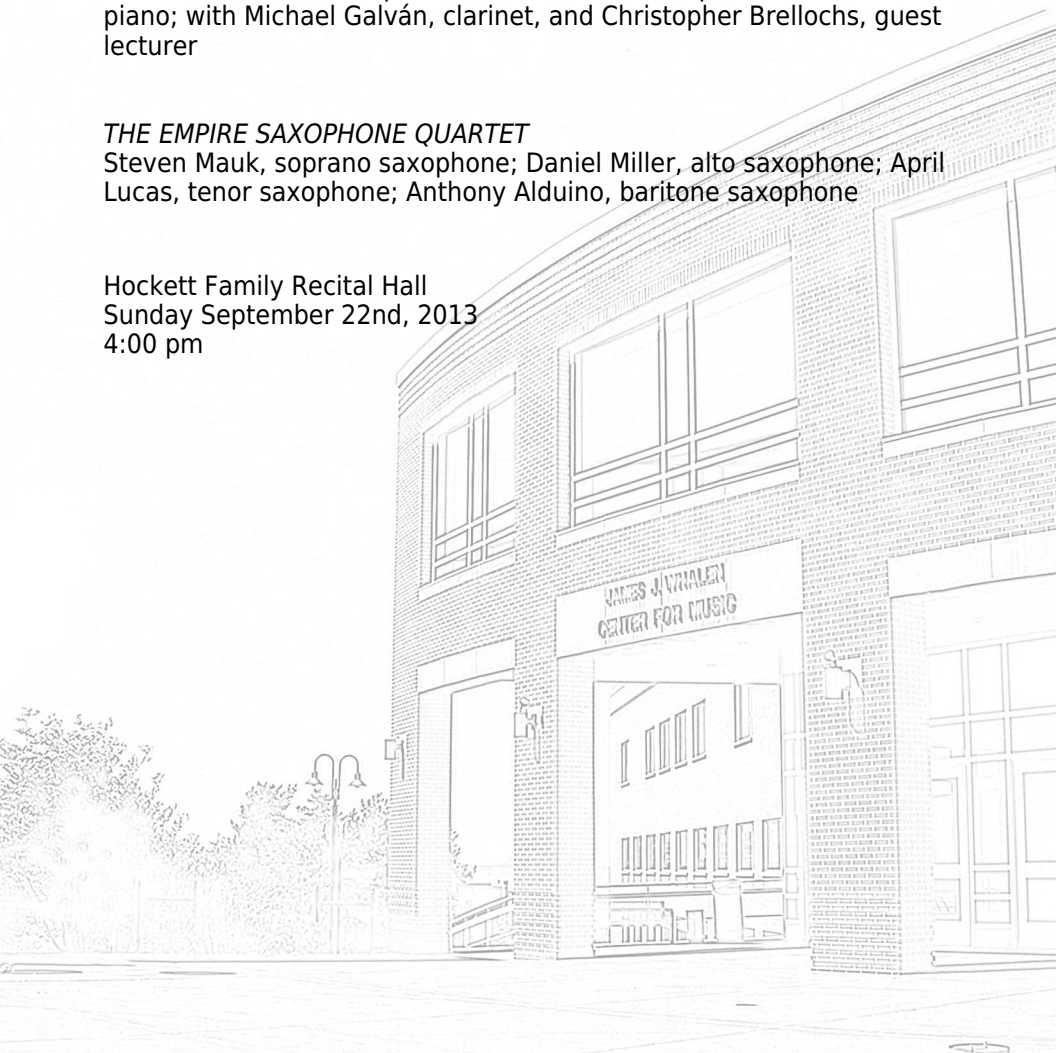 piano; with Michael Galván, clarinet, and Christopher Brellochs, guest
lecturer
THE EMPIRE SAXOPHONE QUARTET
Steven Mauk, soprano saxophone; Daniel Miller, alto saxophone; April
Lucas, tenor saxophone; Anthony Alduino, baritone saxophone
Hockett Family Recital Hall
Sunday September 22nd, 2013
4:00 pm
JAMES J. WHALEN
CENTER FOR MUSIC